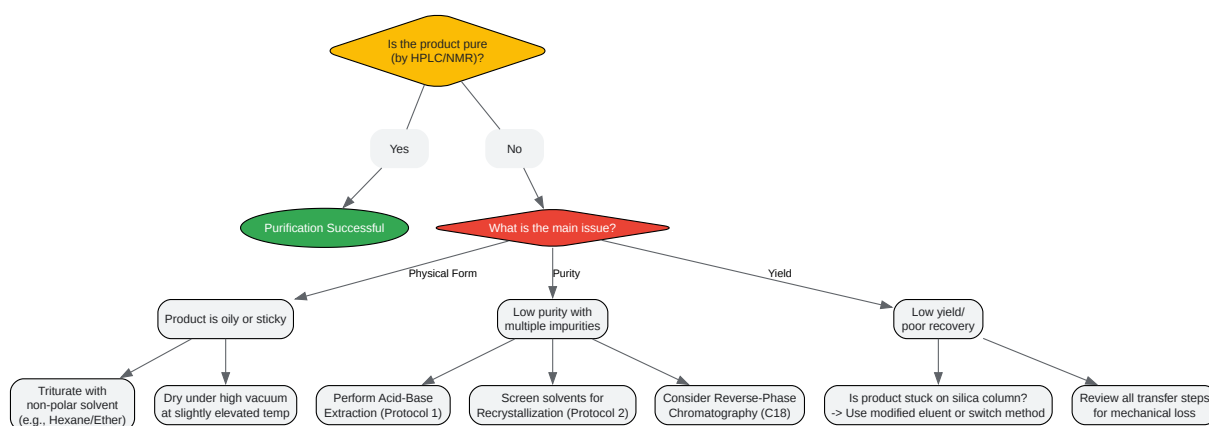 Is the product pure
(by HPLC/NMR)?
Yes
No
Purification Successful
What is the main issue?
Physical Form
Purity
Yield
Product is oily or sticky
Low purity with
multiple impurities
Low yield/
poor recovery
Triturate with
non-polar solvent
(e.g., Hexane/Ether)
Dry under high vacuum
at slightly elevated temp
Perform Acid-Base
Extraction (Protocol 1)
Screen solvents for
Recrystallization (Protocol 2)
Consider Reverse-Phase
Chromatography (C18)
Is product stuck on silica column?
-> Use modified eluent or switch method
Review all transfer steps
for mechanical loss